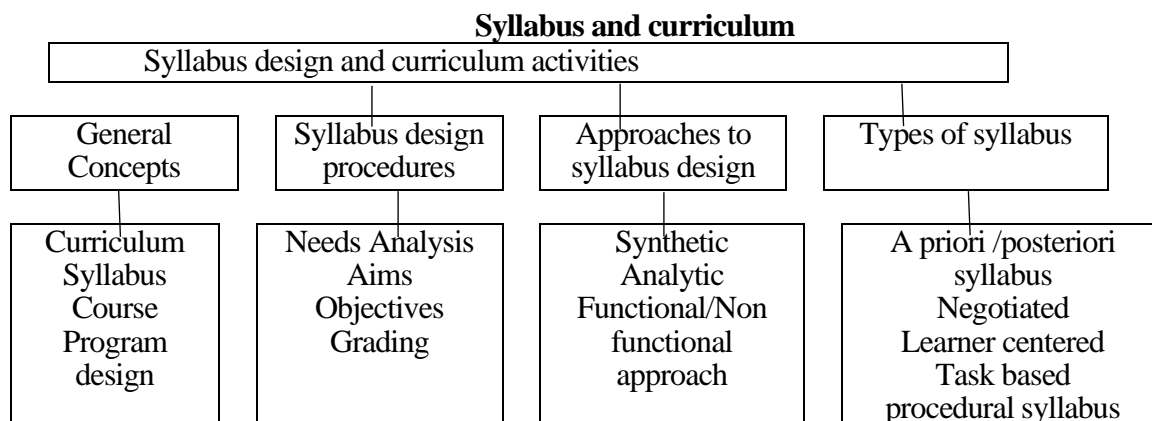 Syllabus and curriculum
Syllabus design and curriculum activities
General
Concepts
Syllabus design
procedures
Approaches to
syllabus design
Types of syllabus
Curriculum
Syllabus
Course
Program
design
Needs Analysis
Aims
Objectives
Grading
Synthetic
Analytic
Functional/Non
functional
approach
A priori /posteriori
syllabus
Negotiated
Learner centered
Task based
procedural syllabus